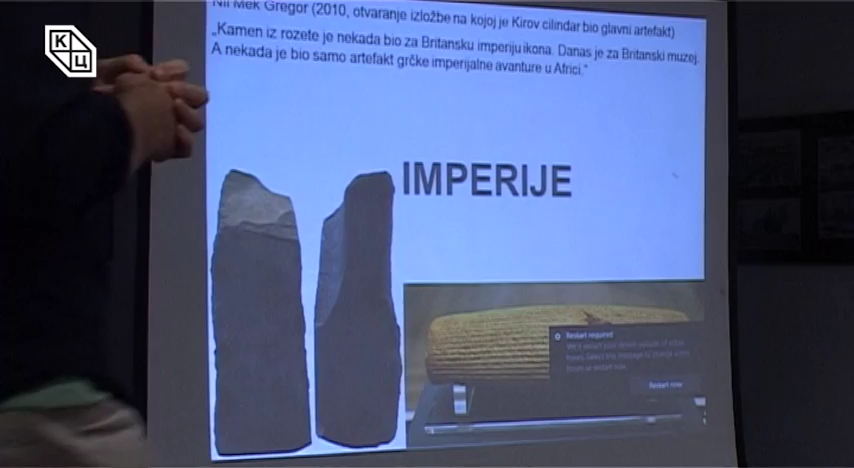 К
Ц
Nil Mek Gregor (2010, otvaranje izložbe na kojoj je Kirov cilindar bio glavni artefakt)
„Kamen iz rozete je nekada bio za Britansku imperiju ikona. Danas je za Britanski muzej.
A nekada je bio samo artefakt grčke imperijalne avanture u Africi.“
IMPERIJE
Restart required
Restart now